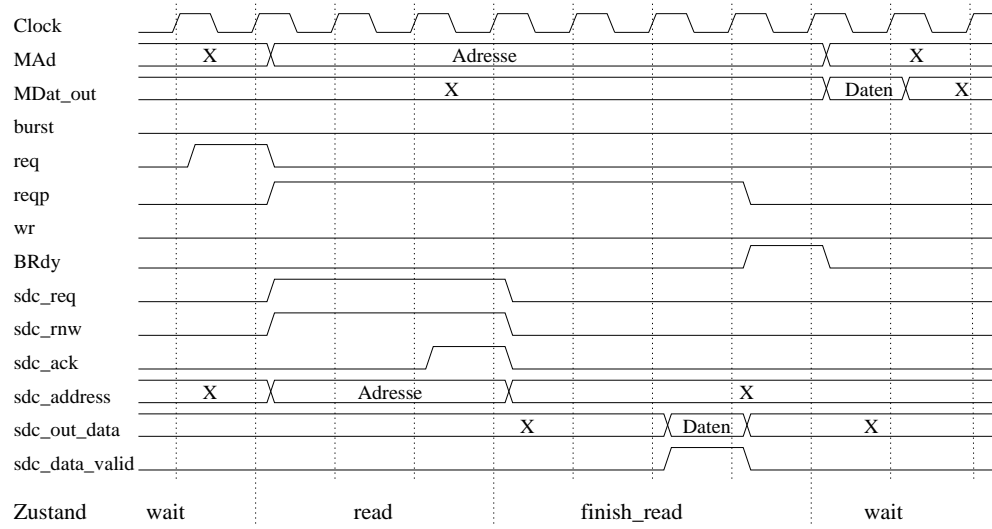 Clock
MAd X Adresse X
MDat_out X Daten X
burst
req
reqp
wr
BRdy
sdc_req
sdc_rnw
sdc_ack
sdc_address X Adresse X
sdc_out_data X Daten X
sdc_data_valid
Zustand wait read finish_read wait